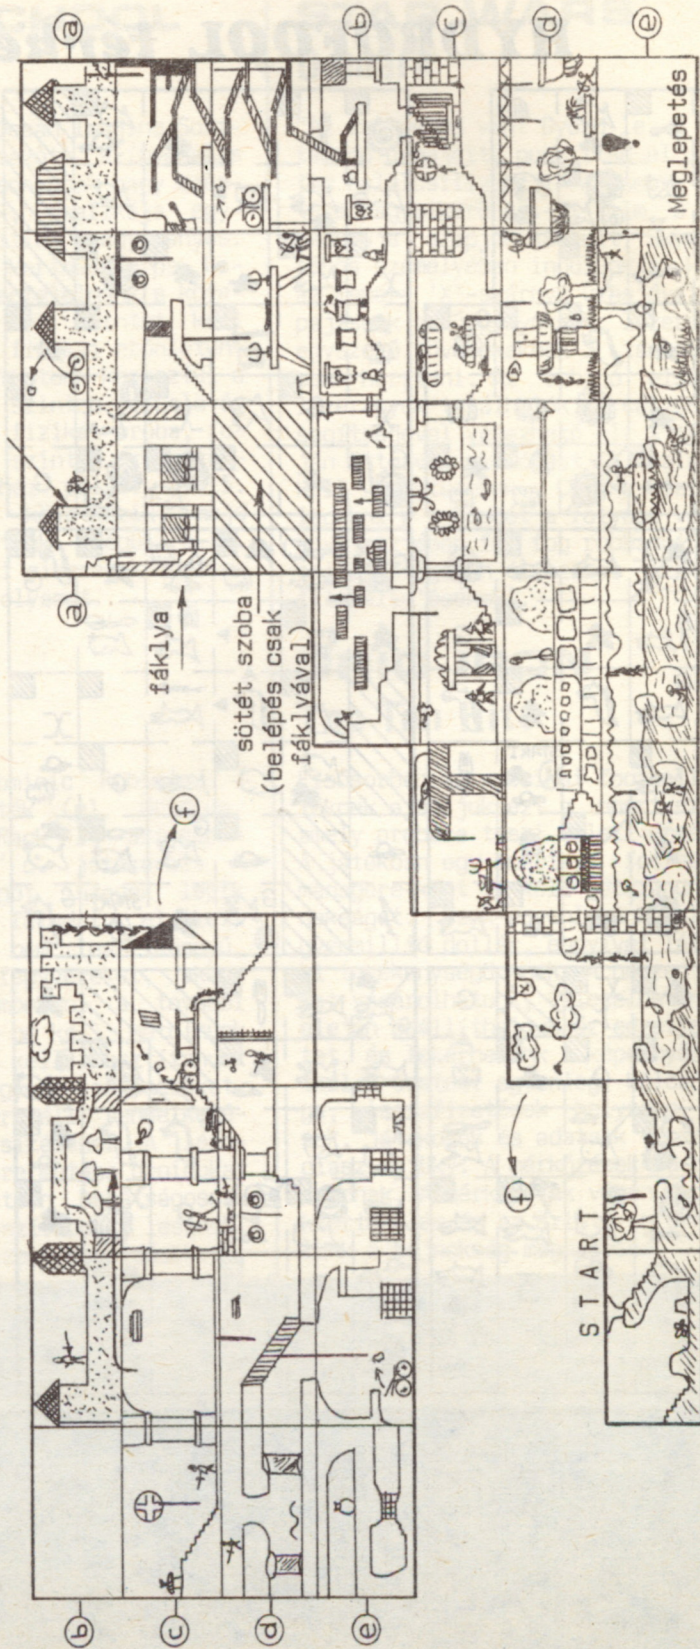 a
b
c
d
e
Meglepetés
a
fáklya
sötét szoba
(belépés csak
fáklyával)
f
f
START
b
c
d
e